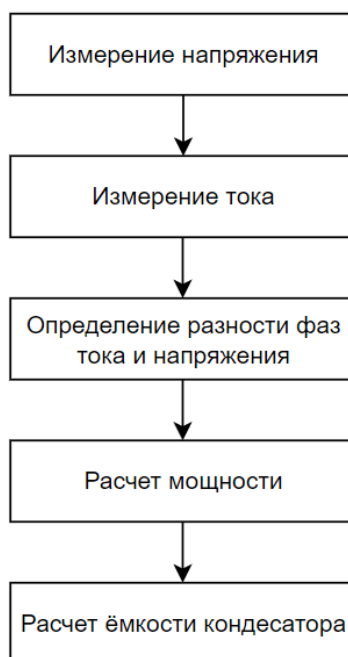 Измерение напряжения
Измерение тока
Определение разности фаз
тока и напряжения
Расчет мощности
Расчет ёмкости кондесатора